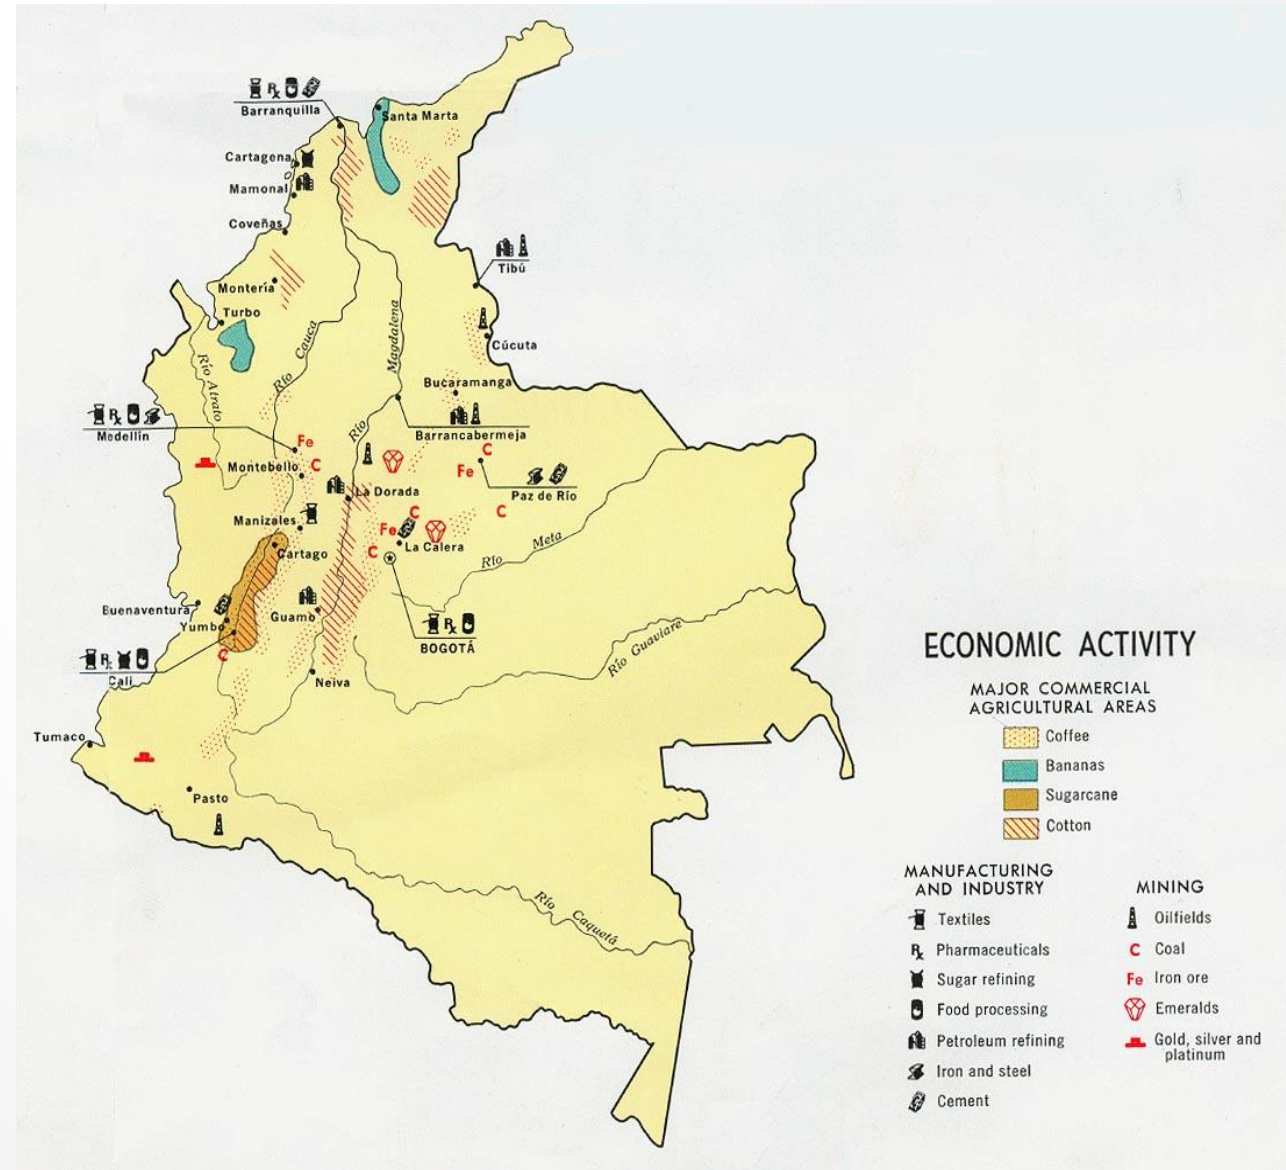 Barranquilla
Santa Marta
Cartagena
Mamonal
Coveñas
Tibú
Montería
Turbo
Río Cauca
Magdalena
Cúcuta
Río Atrato
Bucaramanga
Medellín
Río
Barrancabermeja
Fe
Montebello
C
C
Fe
Paz de Río
La Dorada
C
C
Manizales
Fe
La Calera
C
Cartago
Río Meta
Buenaventura
Yumbo
Guamo
BOGOTÁ
Río Guaviare
C
Cali
Neiva
Tumaco
Pasto
Río Caquetá
ECONOMIC ACTIVITY
MAJOR COMMERCIAL
AGRICULTURAL AREAS
Coffee
Bananas
Sugarcane
Cotton
MANUFACTURING
AND INDUSTRY
Textiles
Rx Pharmaceuticals
Sugar refining
Food processing
Petroleum refining
Iron and steel
Cement
MINING
Oilfields
C Coal
Fe Iron ore
Emeralds
Gold, silver and
platinum